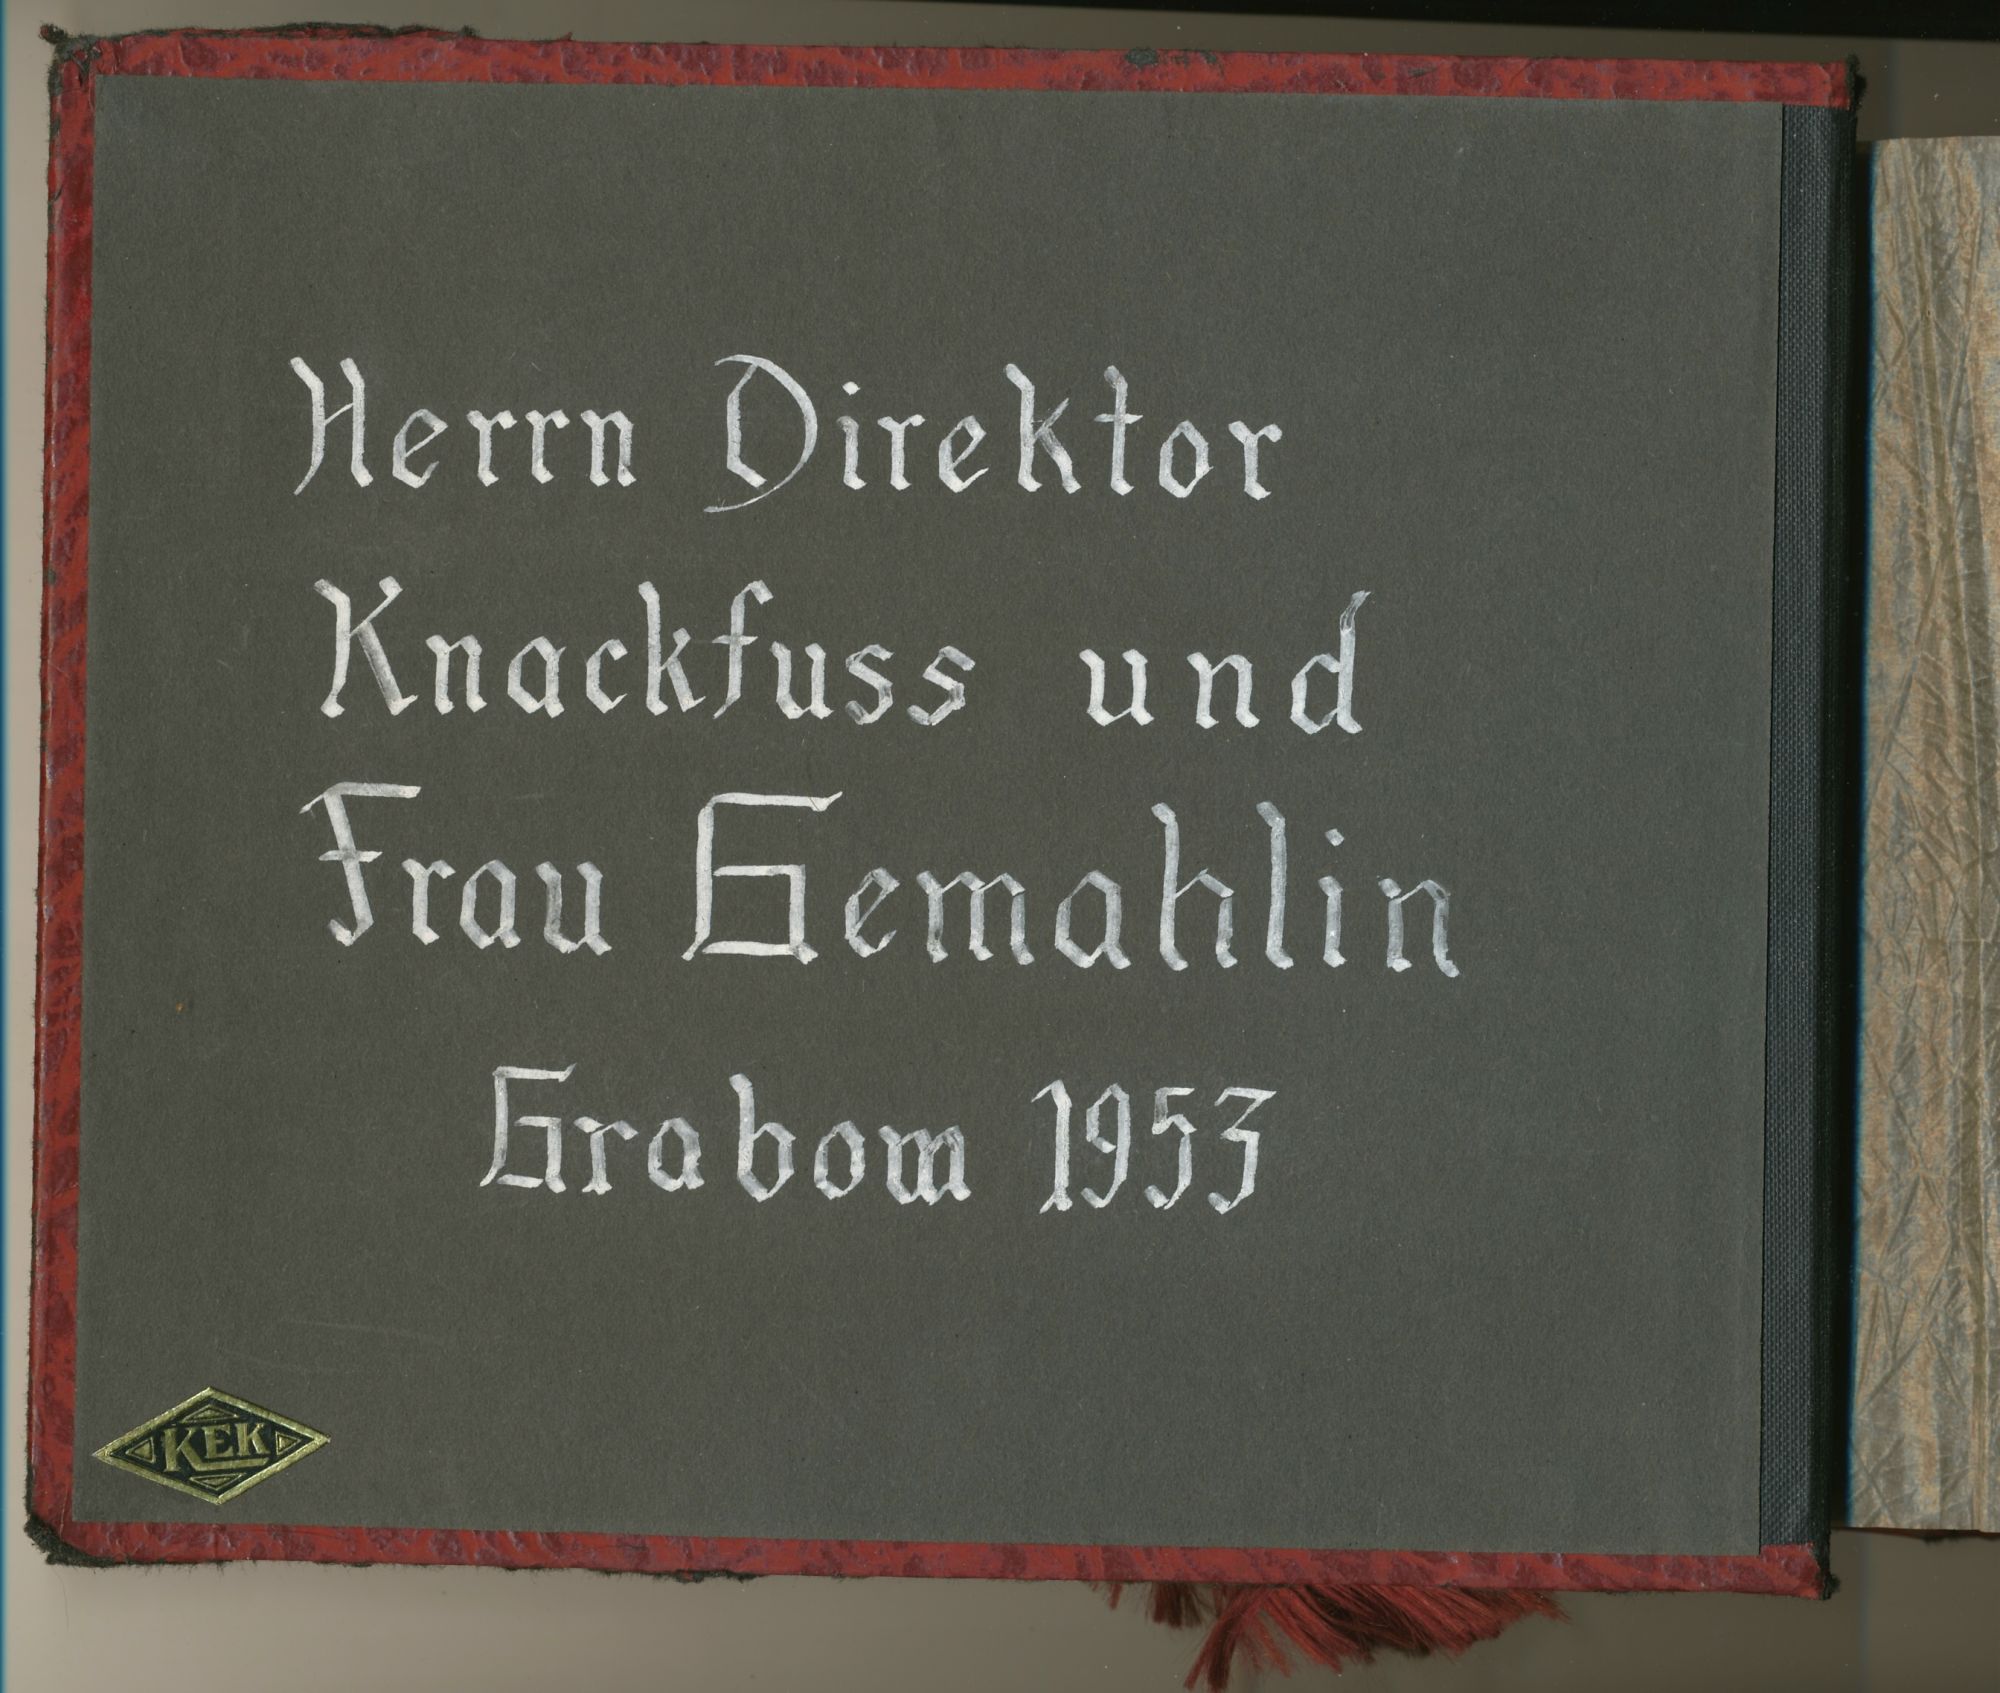 Herrn Direktor
Knackfuss und
Frau Gemahlin
Grabow 1953
KEK